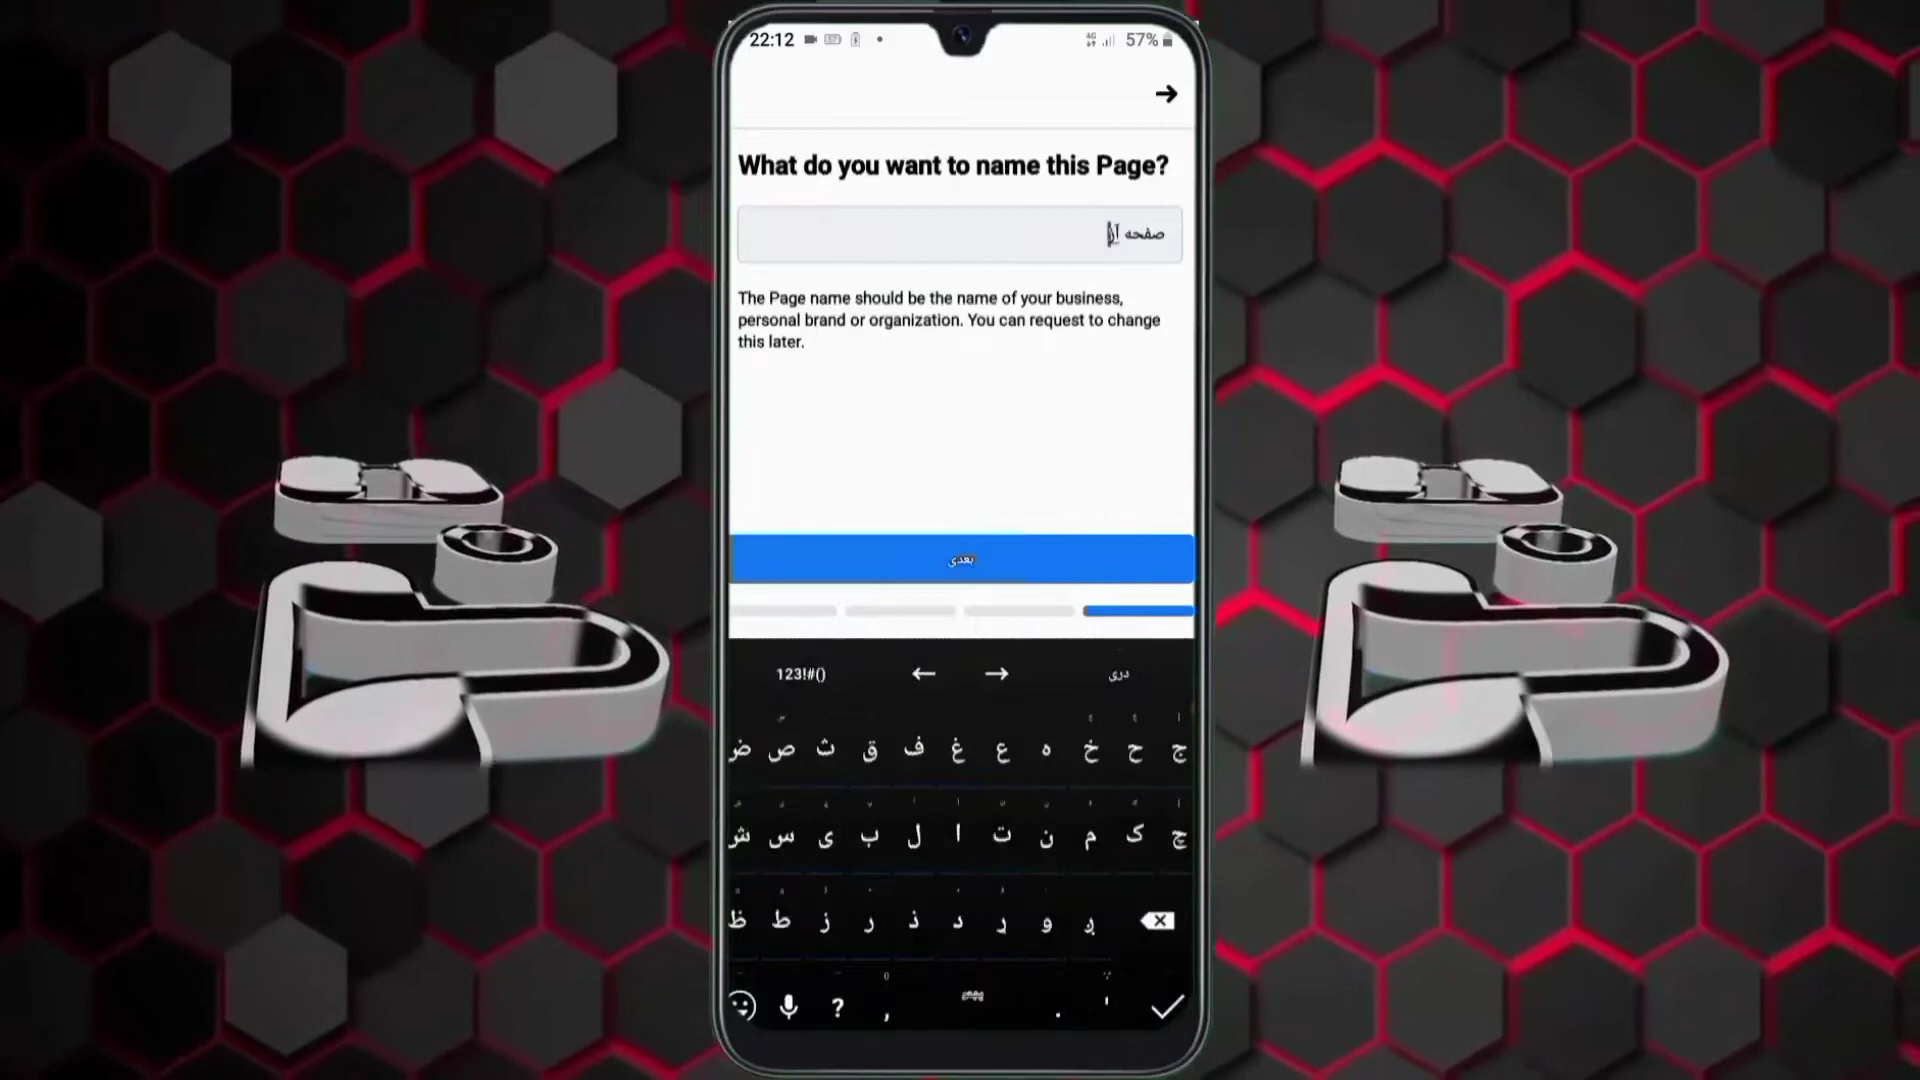 22:12
57%
What do you want to name this Page?
صفحه
The Page name should be the name of your business,
personal brand or organization. You can request to change
this later.
بعدی
123!#() ← → دری
ض ص ث ق ف غ ع ه خ ح ج
ش س ی ب ل ا ت ن م ک چ
ظ ط ز ر ذ د و
? , . '